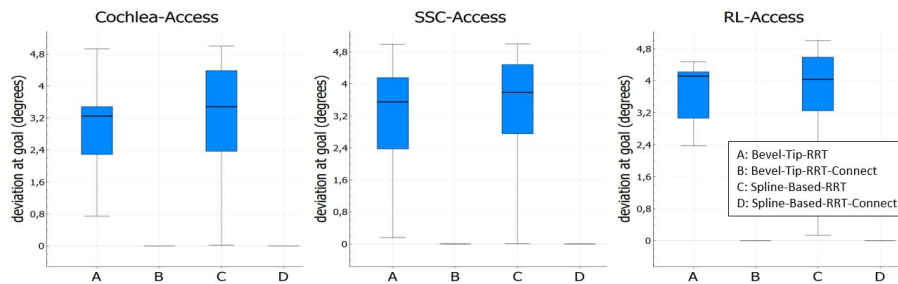 Cochlea-Access
SSC-Access
RL-Access
deviation at goal (degrees)
4,8
4
3,2
2,4
1,6
0,8
0
A B C D
deviation at goal (degrees)
4,8
4
3,2
2,4
1,6
0,8
0
A B C D
deviation at goal (degrees)
4,8
4
3,2
2,4
1,6
0,8
0
A B C D
A: Bevel-Tip-RRT
B: Bevel-Tip-RRT-Connect
C: Spline-Based-RRT
D: Spline-Based-RRT-Connect